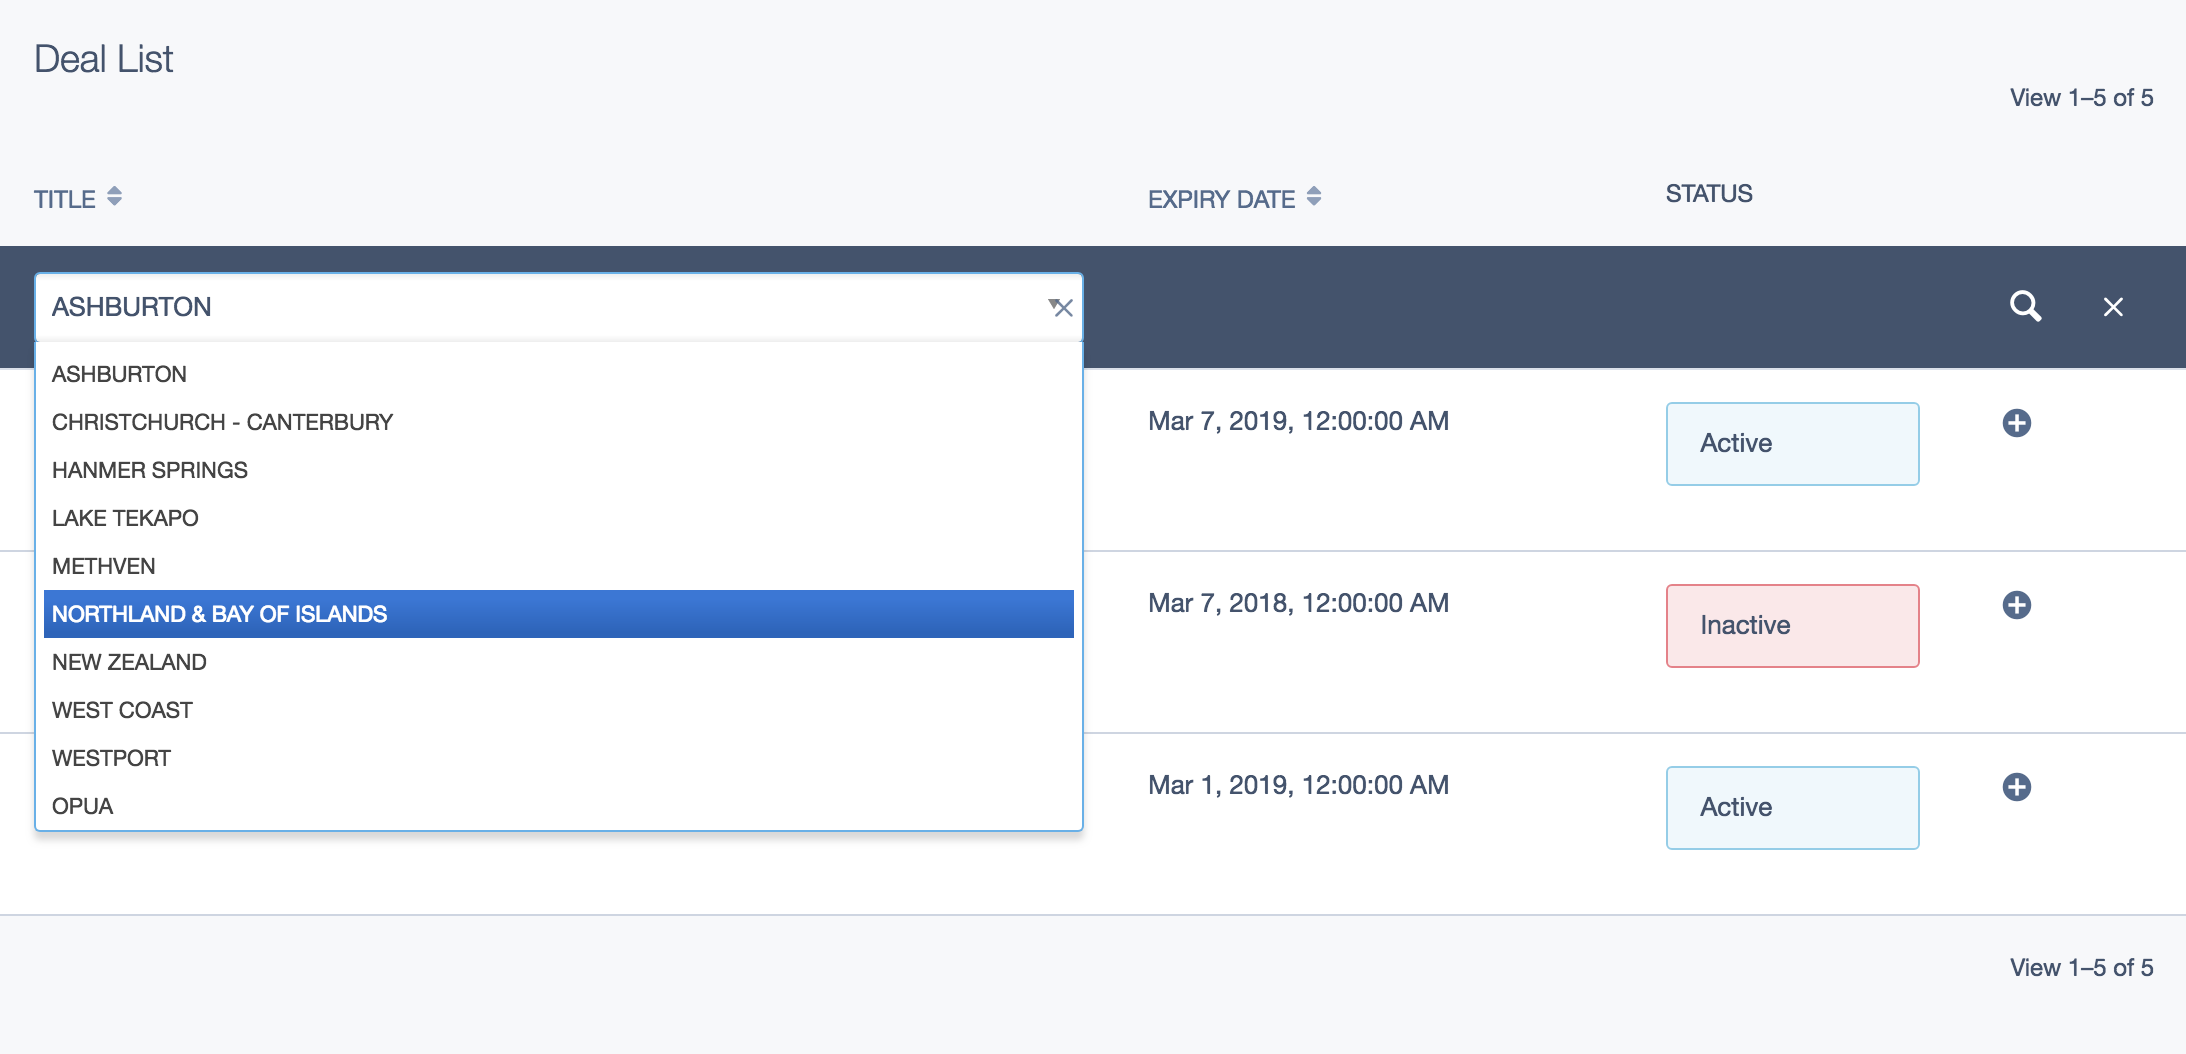 Deal List
View 1–5 of 5
TITLE
EXPIRY DATE
STATUS
ASHBURTON
ASHBURTON
CHRISTCHURCH - CANTERBURY
HANMER SPRINGS
LAKE TEKAPO
METHVEN
NORTHLAND & BAY OF ISLANDS
NEW ZEALAND
WEST COAST
WESTPORT
OPUA
Mar 7, 2019, 12:00:00 AM
Active
Mar 7, 2018, 12:00:00 AM
Inactive
Mar 1, 2019, 12:00:00 AM
Active
View 1–5 of 5